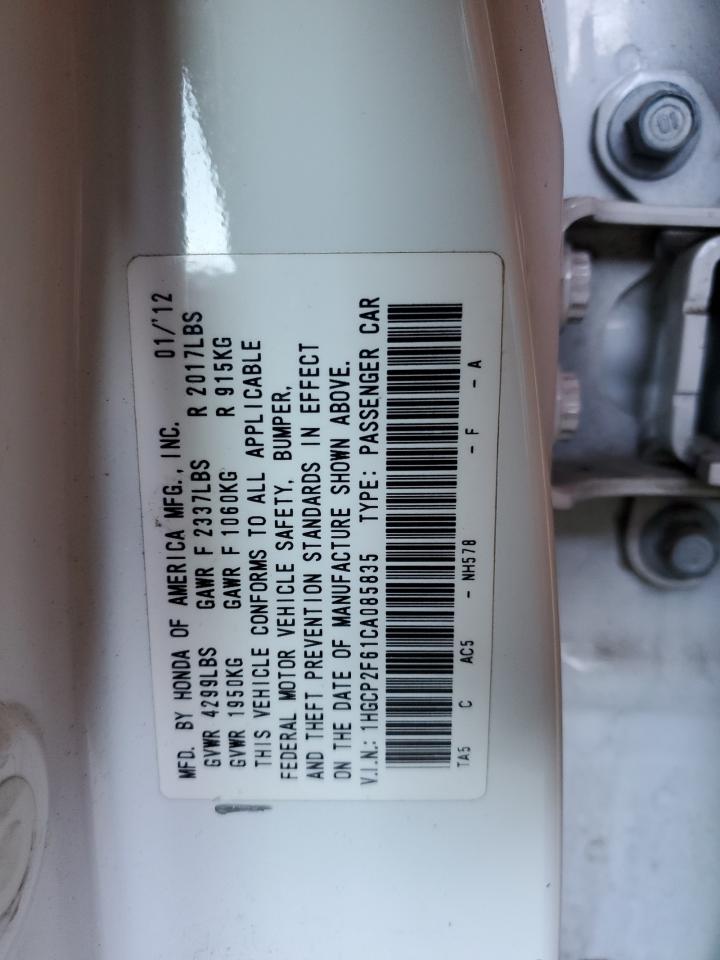 MFD. BY HONDA OF AMERICA MFG., INC. 01/'12
GVWR 4299LBS GAWR F 2337LBS R 2017LBS
GVWR 1950KG GAWR F 1060KG R 915KG
THIS VEHICLE CONFORMS TO ALL APPLICABLE
FEDERAL MOTOR VEHICLE SAFETY, BUMPER,
AND THEFT PREVENTION STANDARDS IN EFFECT
ON THE DATE OF MANUFACTURE SHOWN ABOVE.
V.I.N.: 1HGCP2F61CA085835 TYPE: PASSENGER CAR
TA5 C AC5 - NH578 - F - A